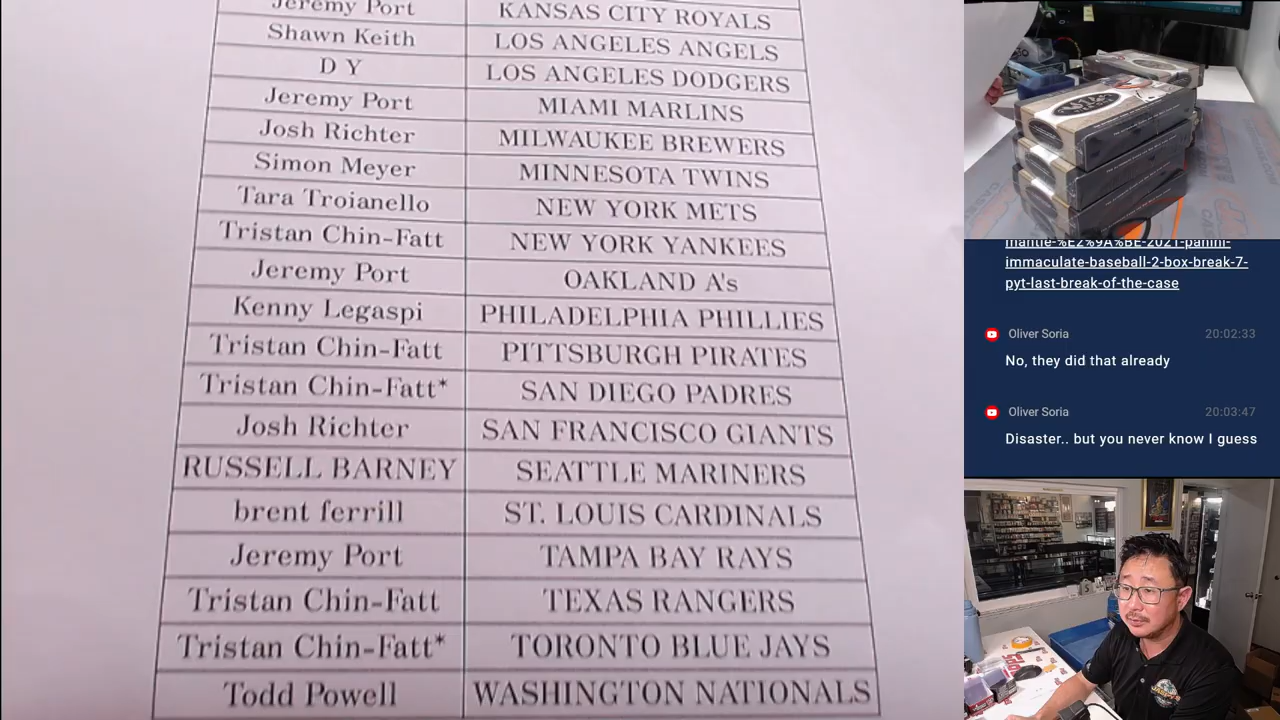 Jeremy Port KANSAS CITY ROYALS
Shawn Keith LOS ANGELES ANGELS
D Y LOS ANGELES DODGERS
Jeremy Port MIAMI MARLINS
Josh Richter MILWAUKEE BREWERS
Simon Meyer MINNESOTA TWINS
Tara Troianello NEW YORK METS
Tristan Chin-Fatt NEW YORK YANKEES
Jeremy Port OAKLAND A's
Kenny Legaspi PHILADELPHIA PHILLIES
Tristan Chin-Fatt PITTSBURGH PIRATES
Tristan Chin-Fatt* SAN DIEGO PADRES
Josh Richter SAN FRANCISCO GIANTS
RUSSELL BARNEY SEATTLE MARINERS
brent ferrill ST. LOUIS CARDINALS
Jeremy Port TAMPA BAY RAYS
Tristan Chin-Fatt TEXAS RANGERS
Tristan Chin-Fatt* TORONTO BLUE JAYS
Todd Powell WASHINGTON NATIONALS
mantle-%E2%9A%BE-2021-panini-
immaculate-baseball-2-box-break-7-
pyt-last-break-of-the-case
Oliver Soria 20:02:33
No, they did that already
Oliver Soria 20:03:47
Disaster.. but you never know I guess